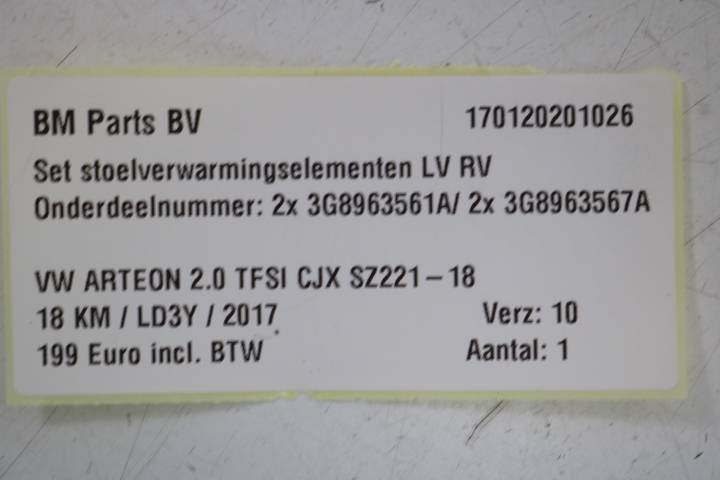 BM Parts BV 170120201026
Set stoelverwarmingselementen LV RV
Onderdeelnummer: 2x 3G8963561A/ 2x 3G8963567A
VW ARTEON 2.0 TFSI CJX SZ221-18
18 KM / LD3Y / 2017 Verz: 10
199 Euro incl. BTW Aantal: 1